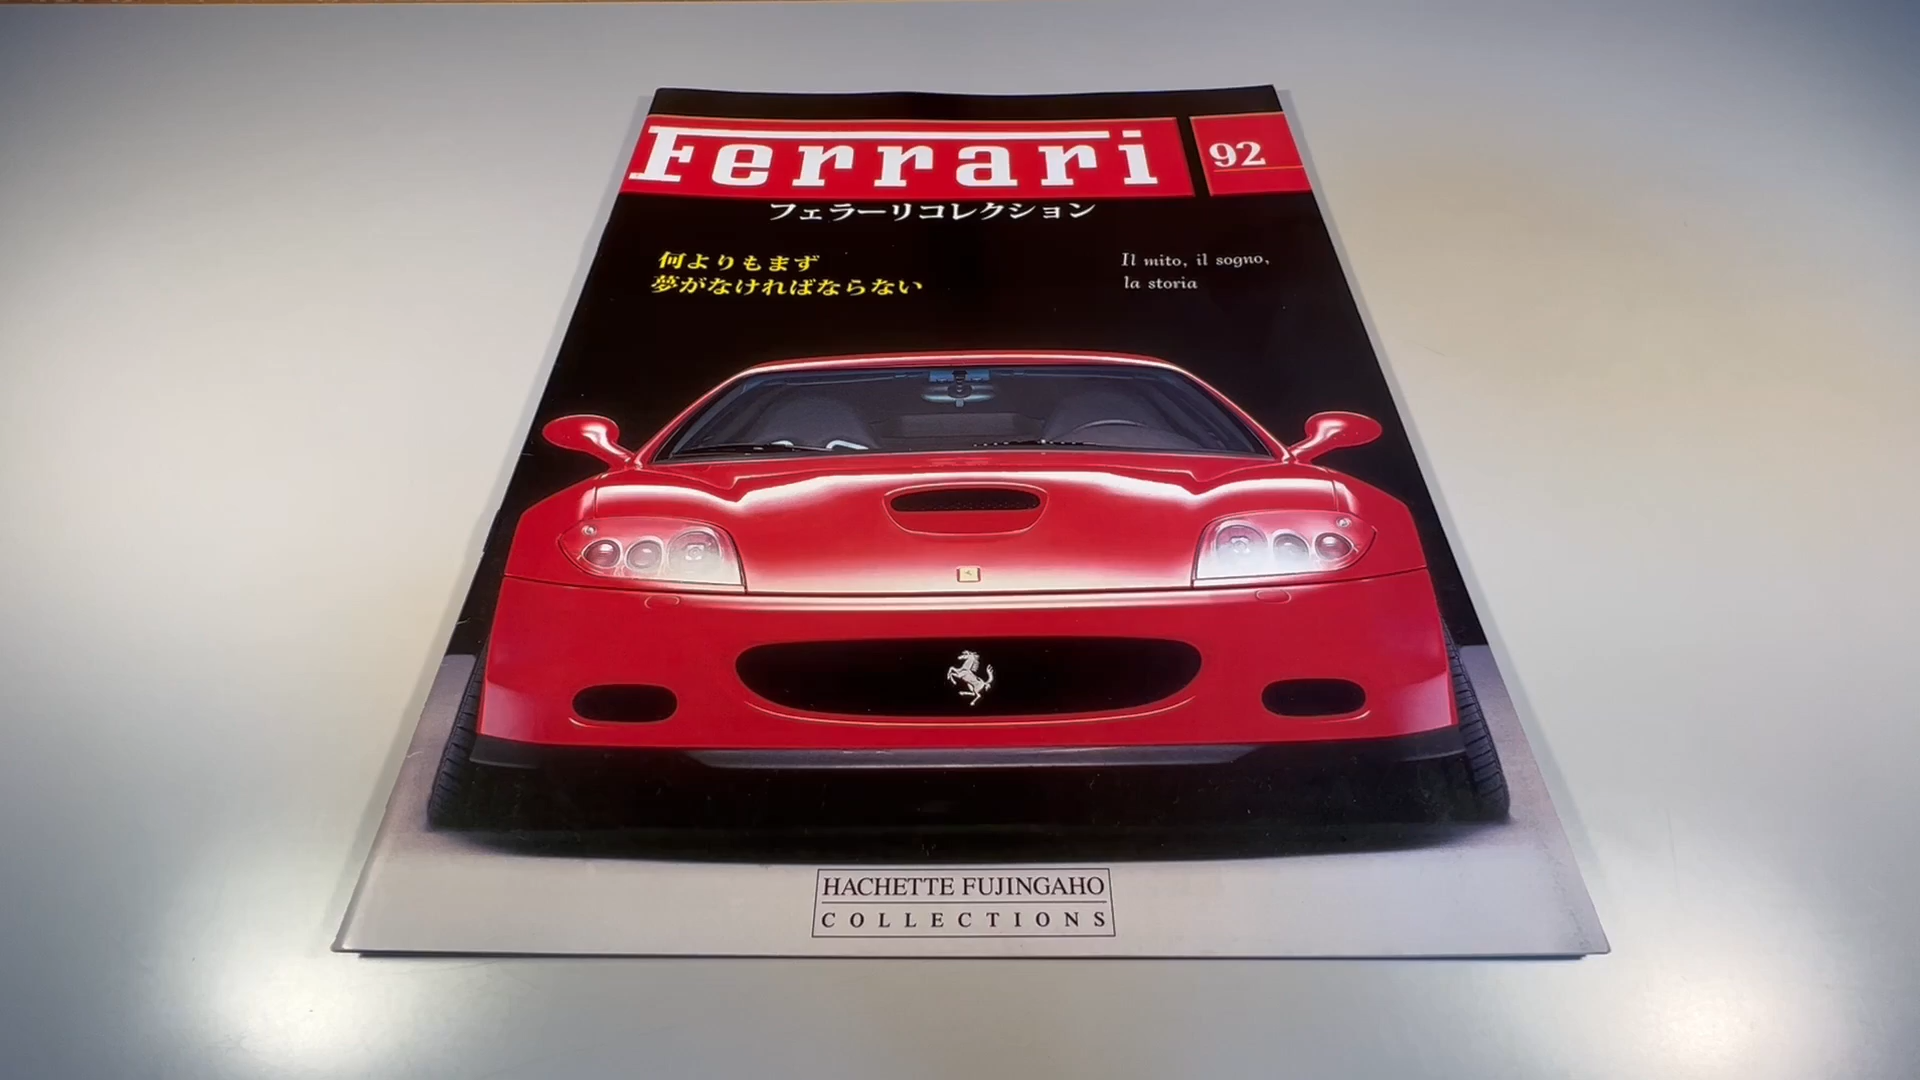 Ferrari
92
フェラーリコレクション
何よりもまず
夢がなければならない
Il mito, il sogno,
la storia
HACHETTE FUJINGAHO
COLLECTIONS